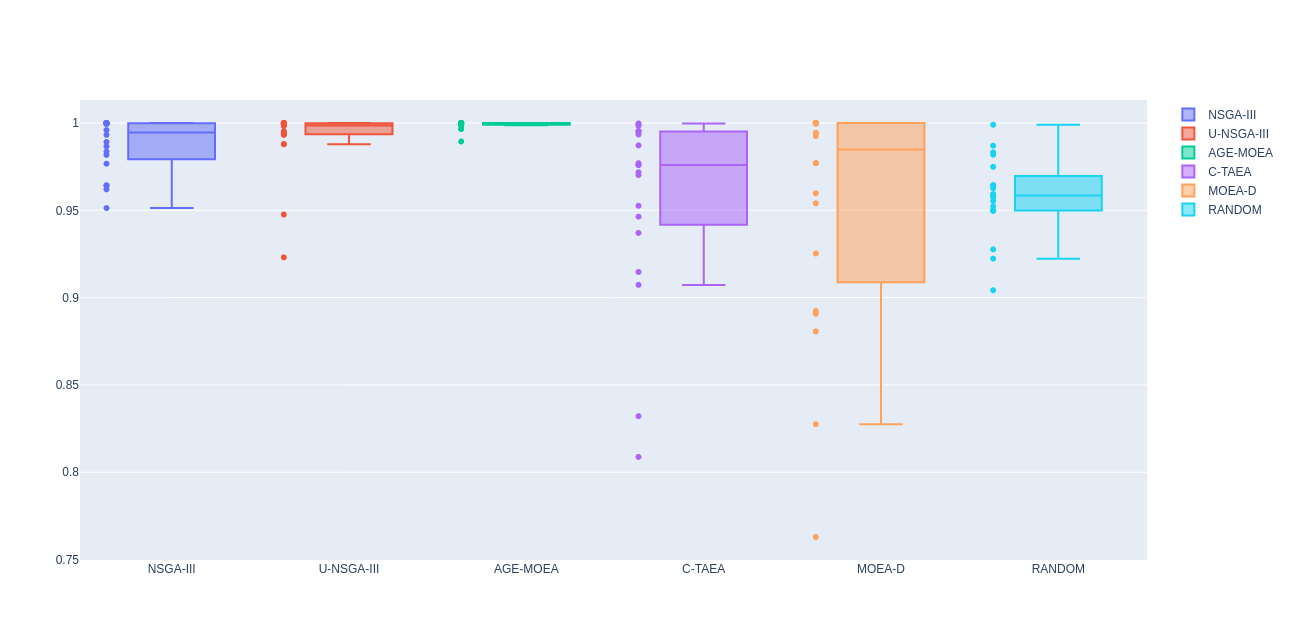 1
0.95
0.9
0.85
0.8
0.75
NSGA-III
U-NSGA-III
AGE-MOEA
C-TAEA
MOEA-D
RANDOM
NSGA-III
U-NSGA-III
AGE-MOEA
C-TAEA
MOEA-D
RANDOM